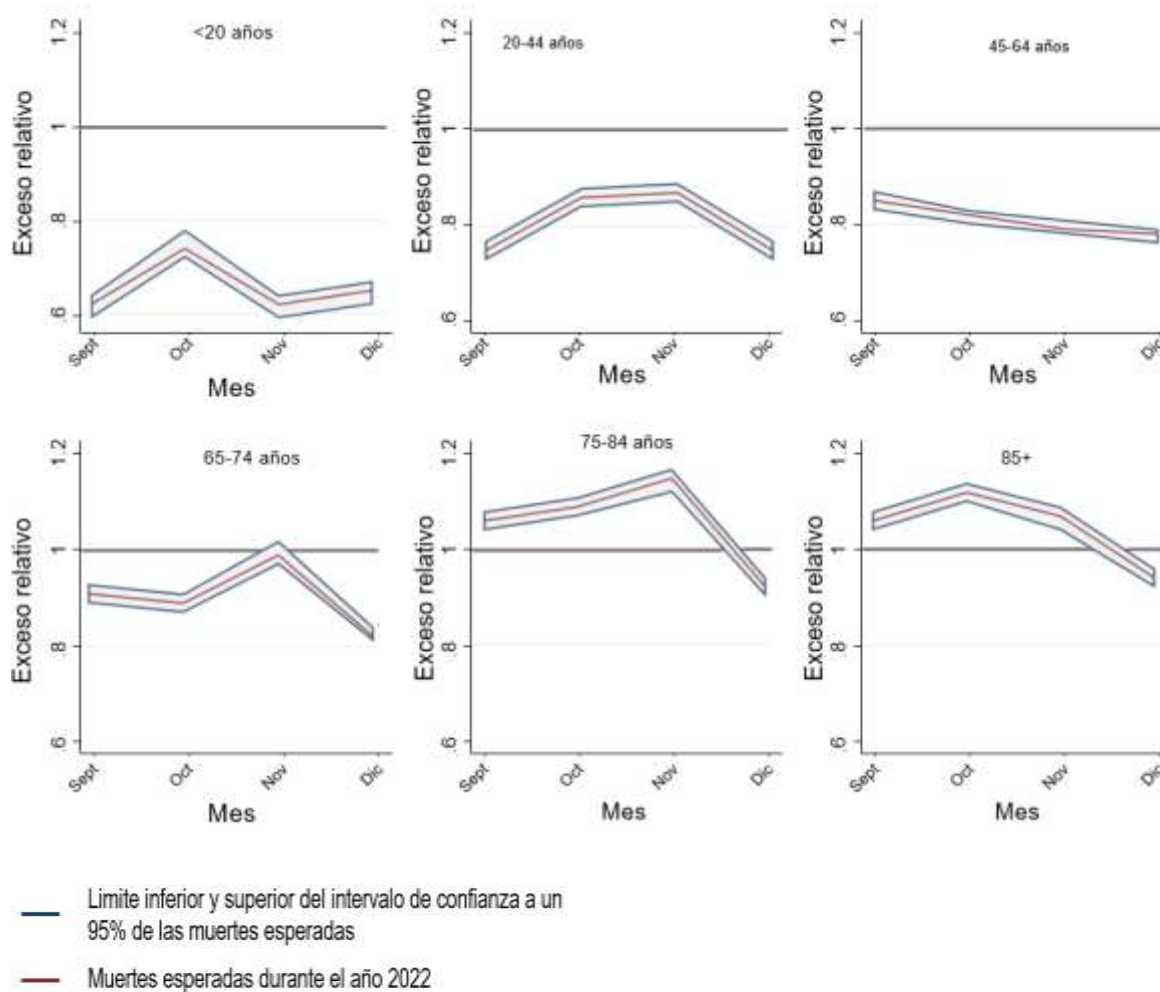 <20 años
Exceso relativo
1.2
1
.8
.6
Sept
Oct
Nov
Dic
Mes
20-44 años
Exceso relativo
1.2
1
.8
.6
Sept
Oct
Nov
Dic
Mes
45-64 años
Exceso relativo
1.2
1
.8
.6
Sept
Oct
Nov
Dic
Mes
65-74 años
Exceso relativo
1.2
1
.8
.6
Sept
Oct
Nov
Dic
Mes
75-84 años
Exceso relativo
1.2
1
.8
.6
Sept
Oct
Nov
Dic
Mes
85+
Exceso relativo
1.2
1
.8
.6
Sept
Oct
Nov
Dic
Mes
Limite inferior y superior del intervalo de confianza a un
95% de las muertes esperadas
Muertes esperadas durante el año 2022